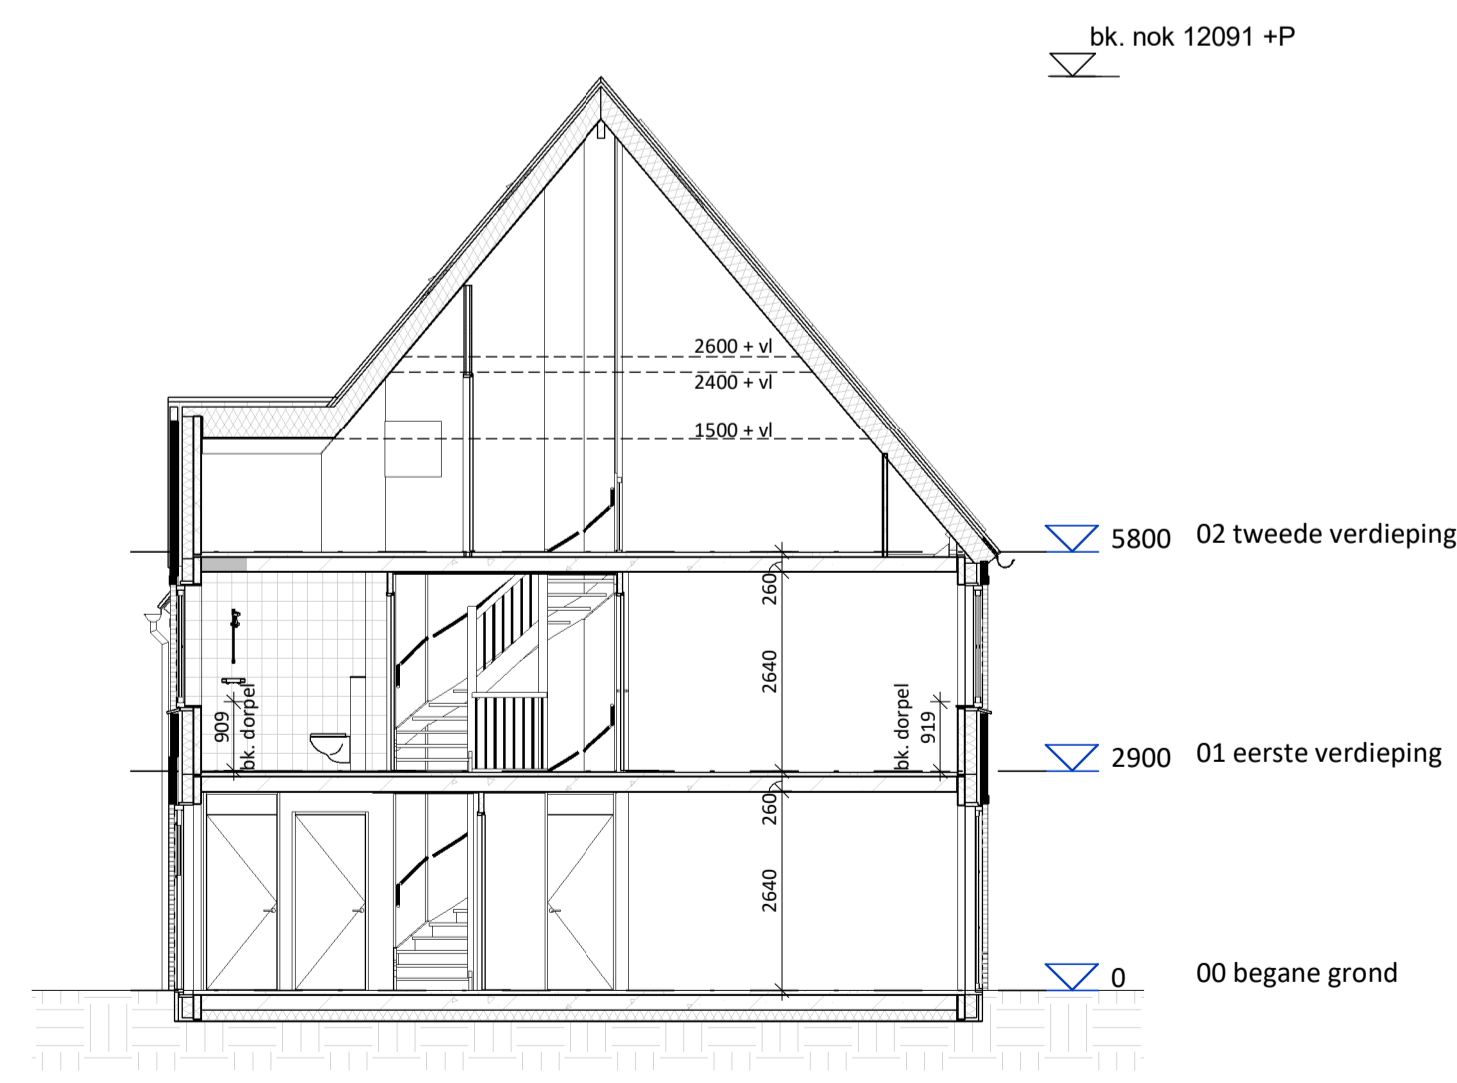 bk. nok 12091 +P
2600 + vl
2400 + vl
1500 + vl
5800 02 tweede verdieping
260
2640
909
bk. dorpel
bk. dorpel
919
2900 01 eerste verdieping
260
2640
0 00 begane grond